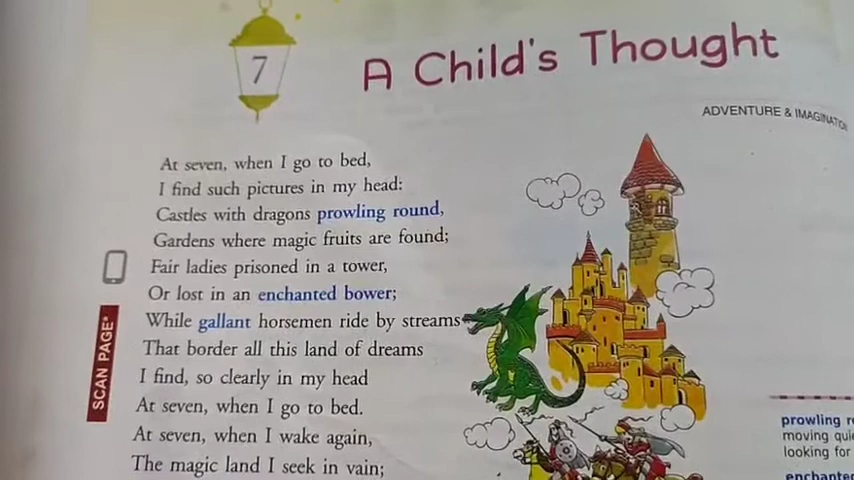 7
A Child's Thought
ADVENTURE & IMAGINATION
At seven, when I go to bed,
I find such pictures in my head:
Castles with dragons prowling round,
Gardens where magic fruits are found;
Fair ladies prisoned in a tower,
Or lost in an enchanted bower;
While gallant horsemen ride by streams
That border all this land of dreams
I find, so clearly in my head
At seven, when I go to bed.
At seven, when I wake again,
The magic land I seek in vain;
SCAN PAGE*
prowling
moving
looking for
enchanted